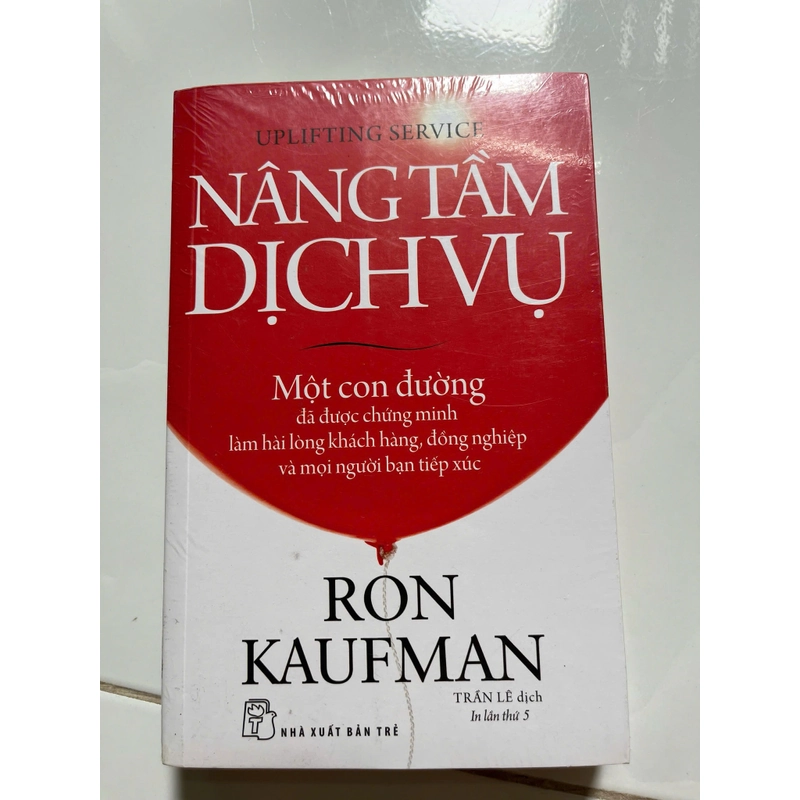 UPLIFTING SERVICE
NÂNG TẦM
DỊCH VỤ
Một con đường
đã được chứng minh
làm hài lòng khách hàng, đồng nghiệp
và mọi người bạn tiếp xúc
RON
KAUFMAN
TRẦN LÊ dịch
In lần thứ 5
NHÀ XUẤT BẢN TRẺ